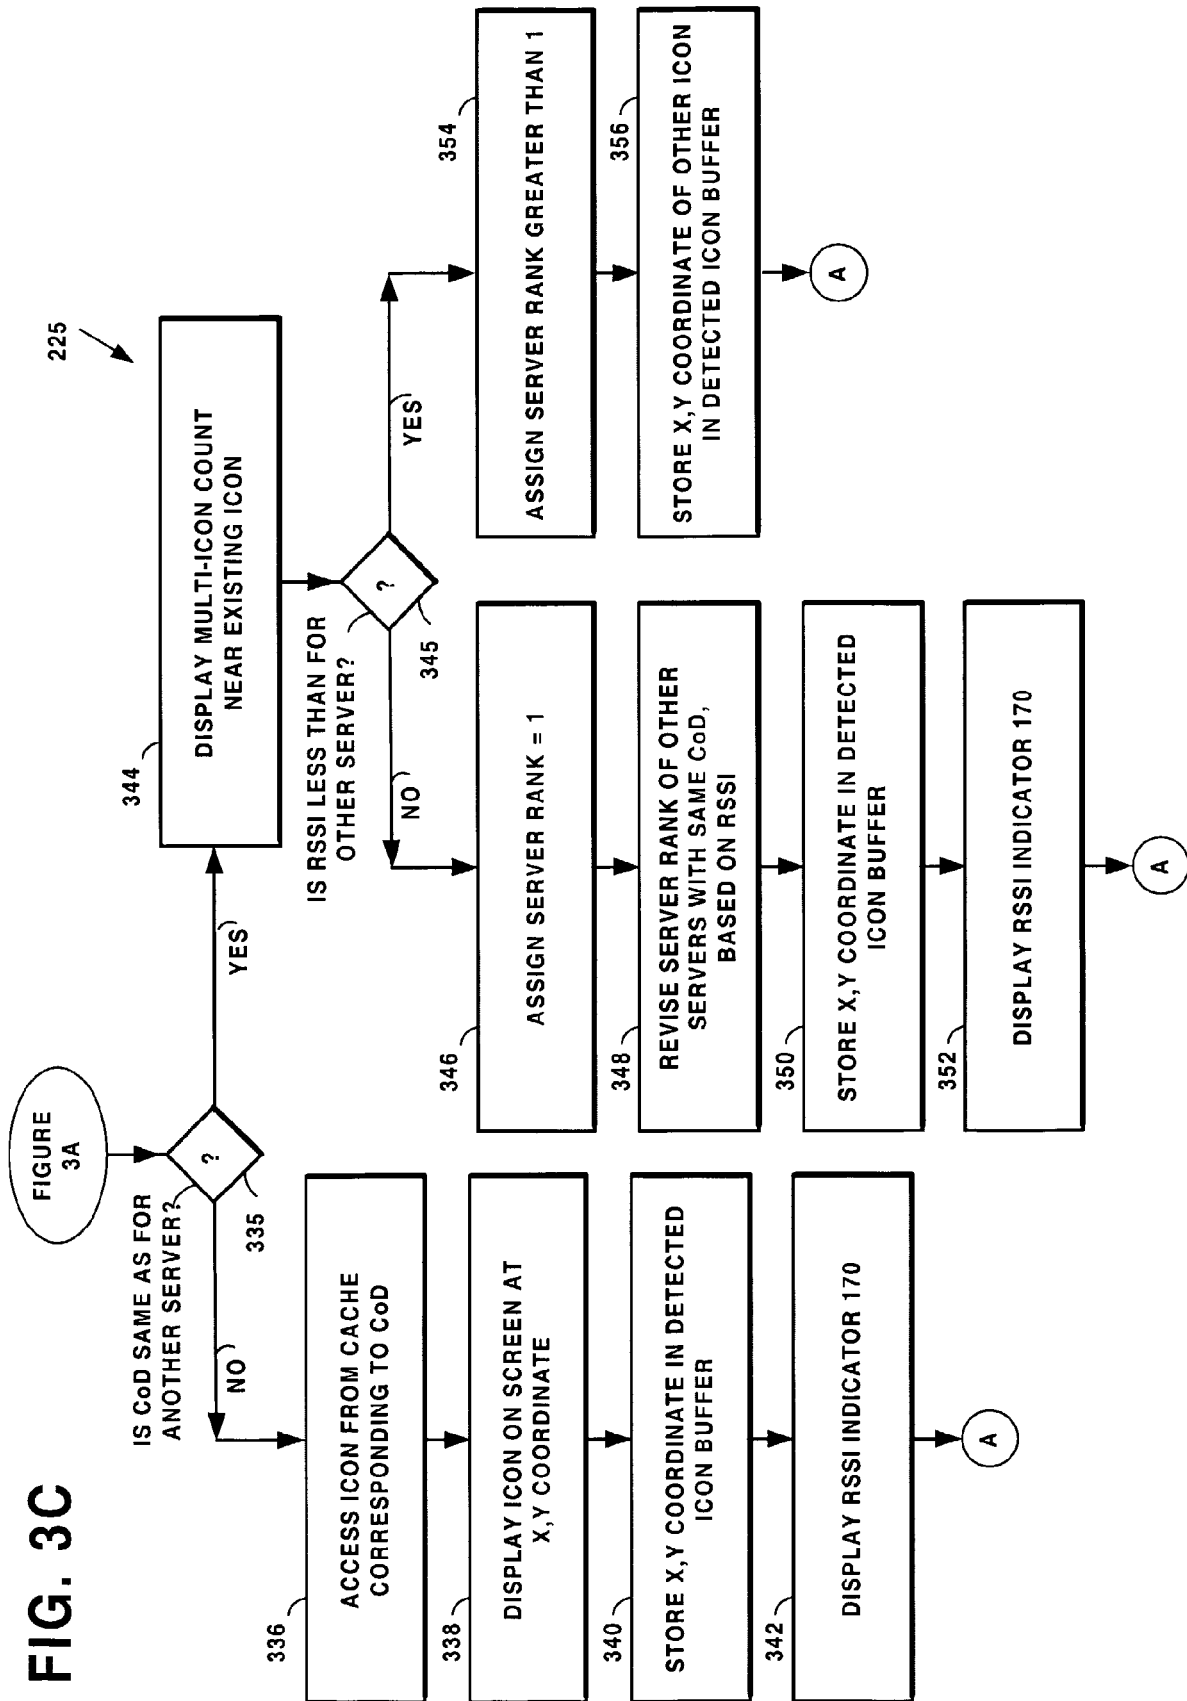 FIG. 3C
FIGURE
3A
225
IS CoD SAME AS FOR
ANOTHER SERVER?
?
335
NO
YES
336
ACCESS ICON FROM CACHE
CORRESPONDING TO CoD
338
DISPLAY ICON ON SCREEN AT
X,Y COORDINATE
340
STORE X,Y COORDINATE IN DETECTED
ICON BUFFER
342
DISPLAY RSSI INDICATOR 170
A
344
DISPLAY MULTI-ICON COUNT
NEAR EXISTING ICON
IS RSSI LESS THAN FOR
OTHER SERVER?
?
345
NO
YES
346
ASSIGN SERVER RANK = 1
348
REVISE SERVER RANK OF OTHER
SERVERS WITH SAME CoD,
BASED ON RSSI
350
STORE X,Y COORDINATE IN DETECTED
ICON BUFFER
352
DISPLAY RSSI INDICATOR 170
A
354
ASSIGN SERVER RANK GREATER THAN 1
356
STORE X,Y COORDINATE OF OTHER ICON
IN DETECTED ICON BUFFER
A